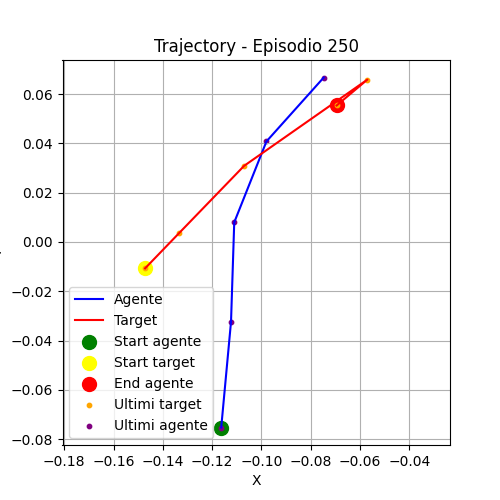 Trajectory - Episodio 250
0.06
0.04
0.02
0.00
−0.02
−0.04
−0.06
−0.08
Agente
Target
Start agente
Start target
End agente
Ultimi target
Ultimi agente
−0.18 −0.16 −0.14 −0.12 −0.10 −0.08 −0.06 −0.04
X